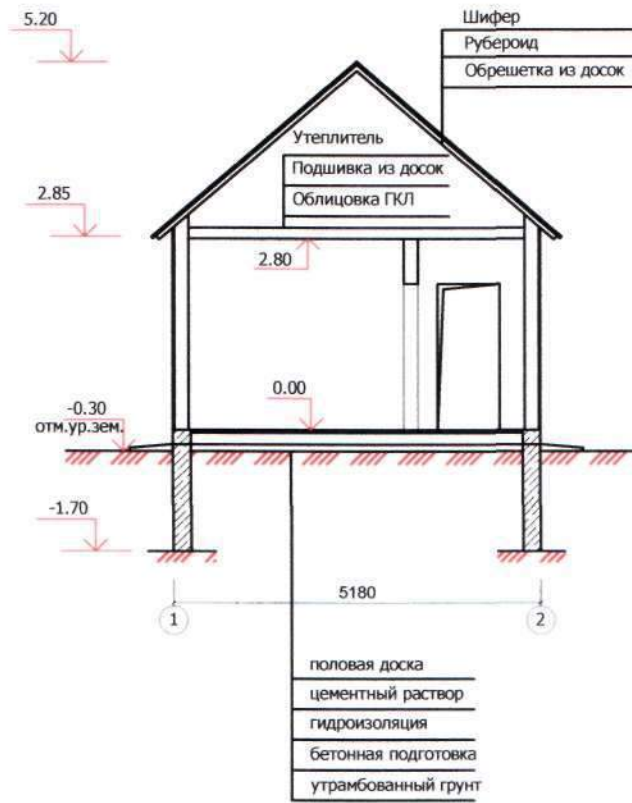 5.20
Шифер
Рубероид
Обрешетка из досок
Утеплитель
Подшивка из досок
Облицовка ГКЛ
2.85
2.80
0.00
-0.30
отм.ур.зем.
-1.70
5180
1
2
половая доска
цементный раствор
гидроизоляция
бетонная подготовка
утрамбованный грунт